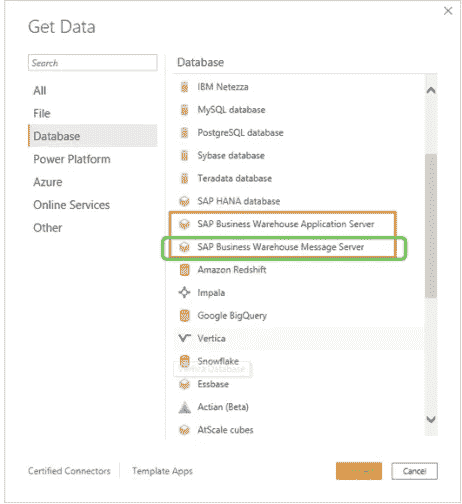 Get Data
Search
All
File
Database
Power Platform
Azure
Online Services
Other
Database
IBM Netezza
MySQL database
PostgreSQL database
Sybase database
Teradata database
SAP HANA database
SAP Business Warehouse Application Server
SAP Business Warehouse Message Server
Amazon Redshift
Impala
Google BigQuery
Vertica
Snowflake
Vertica Database
Essbase
Actian (Beta)
AtScale cubes
Certified Connectors
Template Apps
Cancel